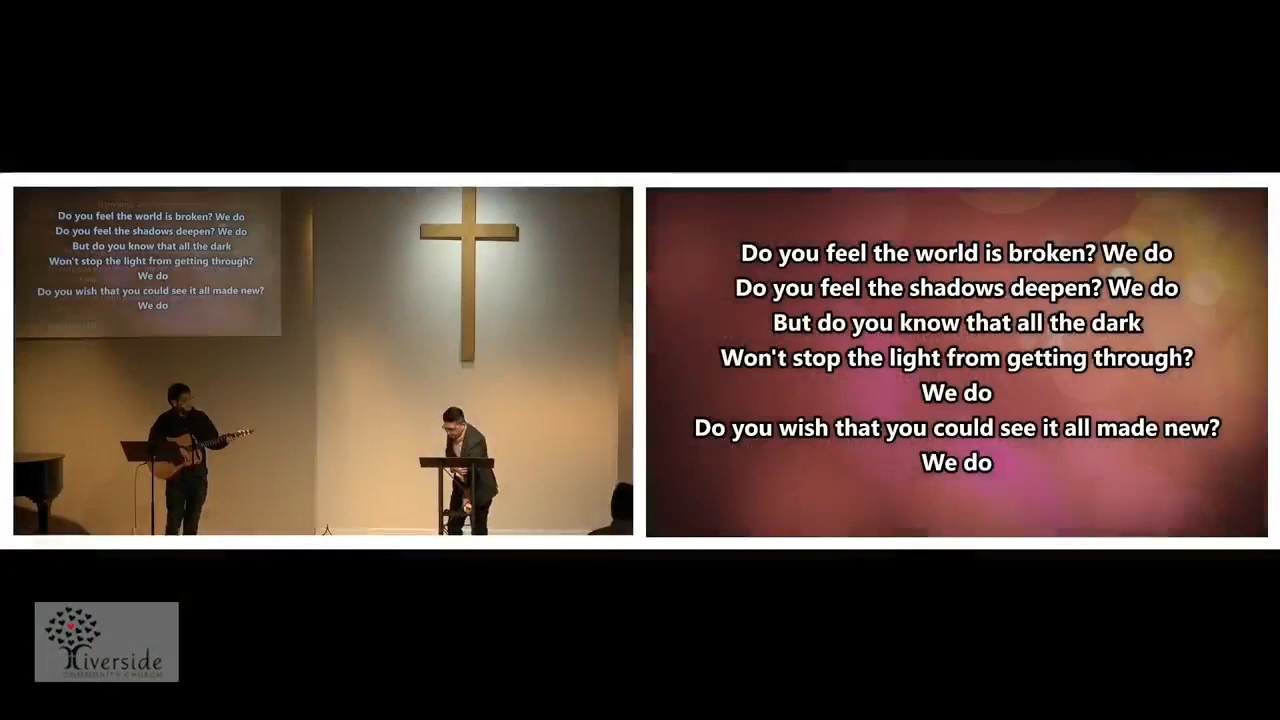 Do you feel the world is broken? We do
Do you feel the shadows deepen? We do
But do you know that all the dark
Won't stop the light from getting through?
We do
Do you wish that you could see it all made new?
We do
Do you feel the world is broken? We do
Do you feel the shadows deepen? We do
But do you know that all the dark
Won't stop the light from getting through?
We do
Do you wish that you could see it all made new?
We do
Riverside
COMMUNITY CHURCH